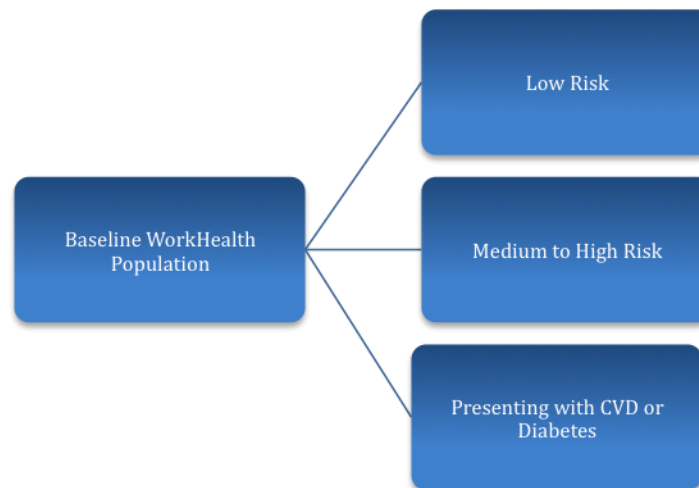 Low Risk
Baseline WorkHealth
Population
Medium to High Risk
Presenting with CVD or
Diabetes